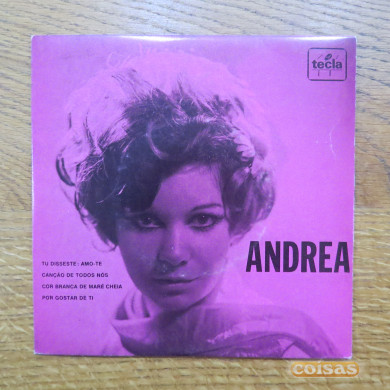 tecla
ANDREA
TU DISSESTE: AMO-TE
CANÇÃO DE TODOS NÓS
COR BRANCA DE MARÉ CHEIA
POR GOSTAR DE TI
coisas